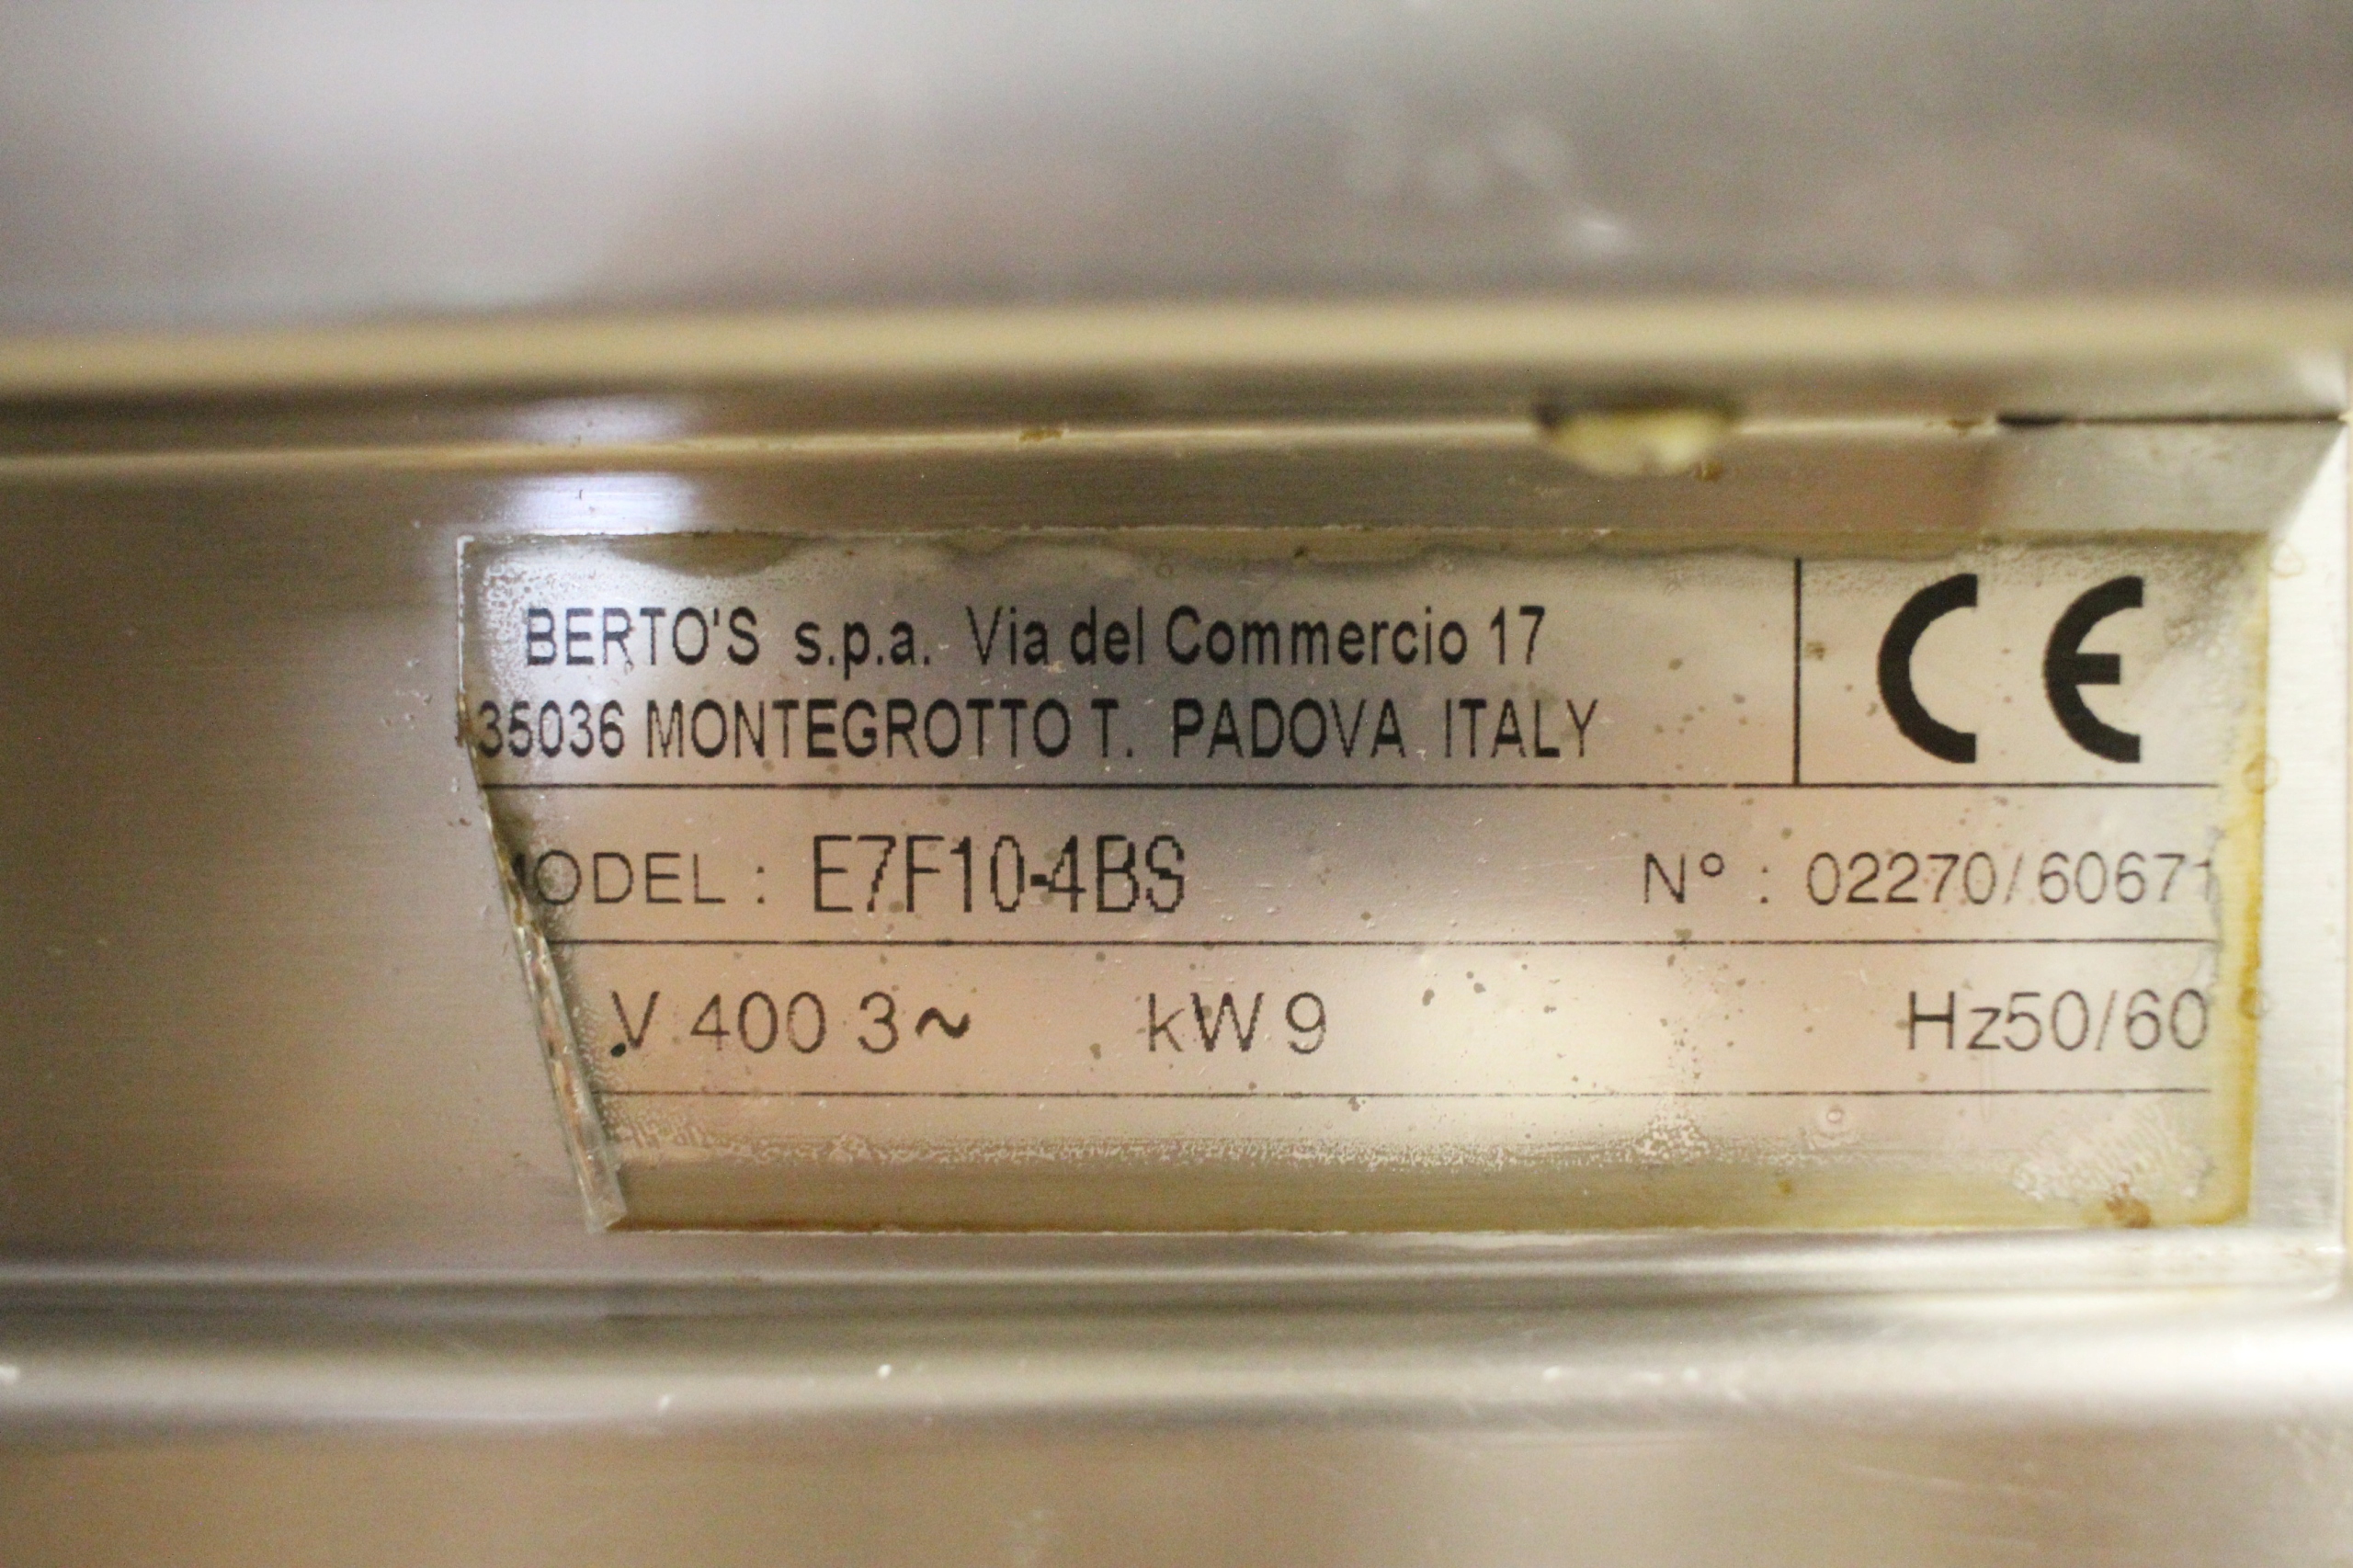 BERTO'S s.p.a. Via del Commercio 17
35036 MONTEGROTTO T. PADOVA ITALY
CE
MODEL : E7F10-4BS N° : 02270/60671
V 400 3~ kW 9 Hz50/60